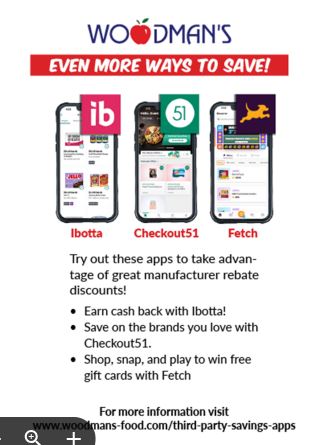 WOODMAN'S
EVEN MORE WAYS TO SAVE!
ib
51
Ibotta
Checkout51
Fetch
Try out these apps to take advan-
tage of great manufacturer rebate
discounts!
• Earn cash back with Ibotta!
• Save on the brands you love with
Checkout51.
• Shop, snap, and play to win free
gift cards with Fetch
For more information visit
www.woodmans-food.com/third-party-savings-apps